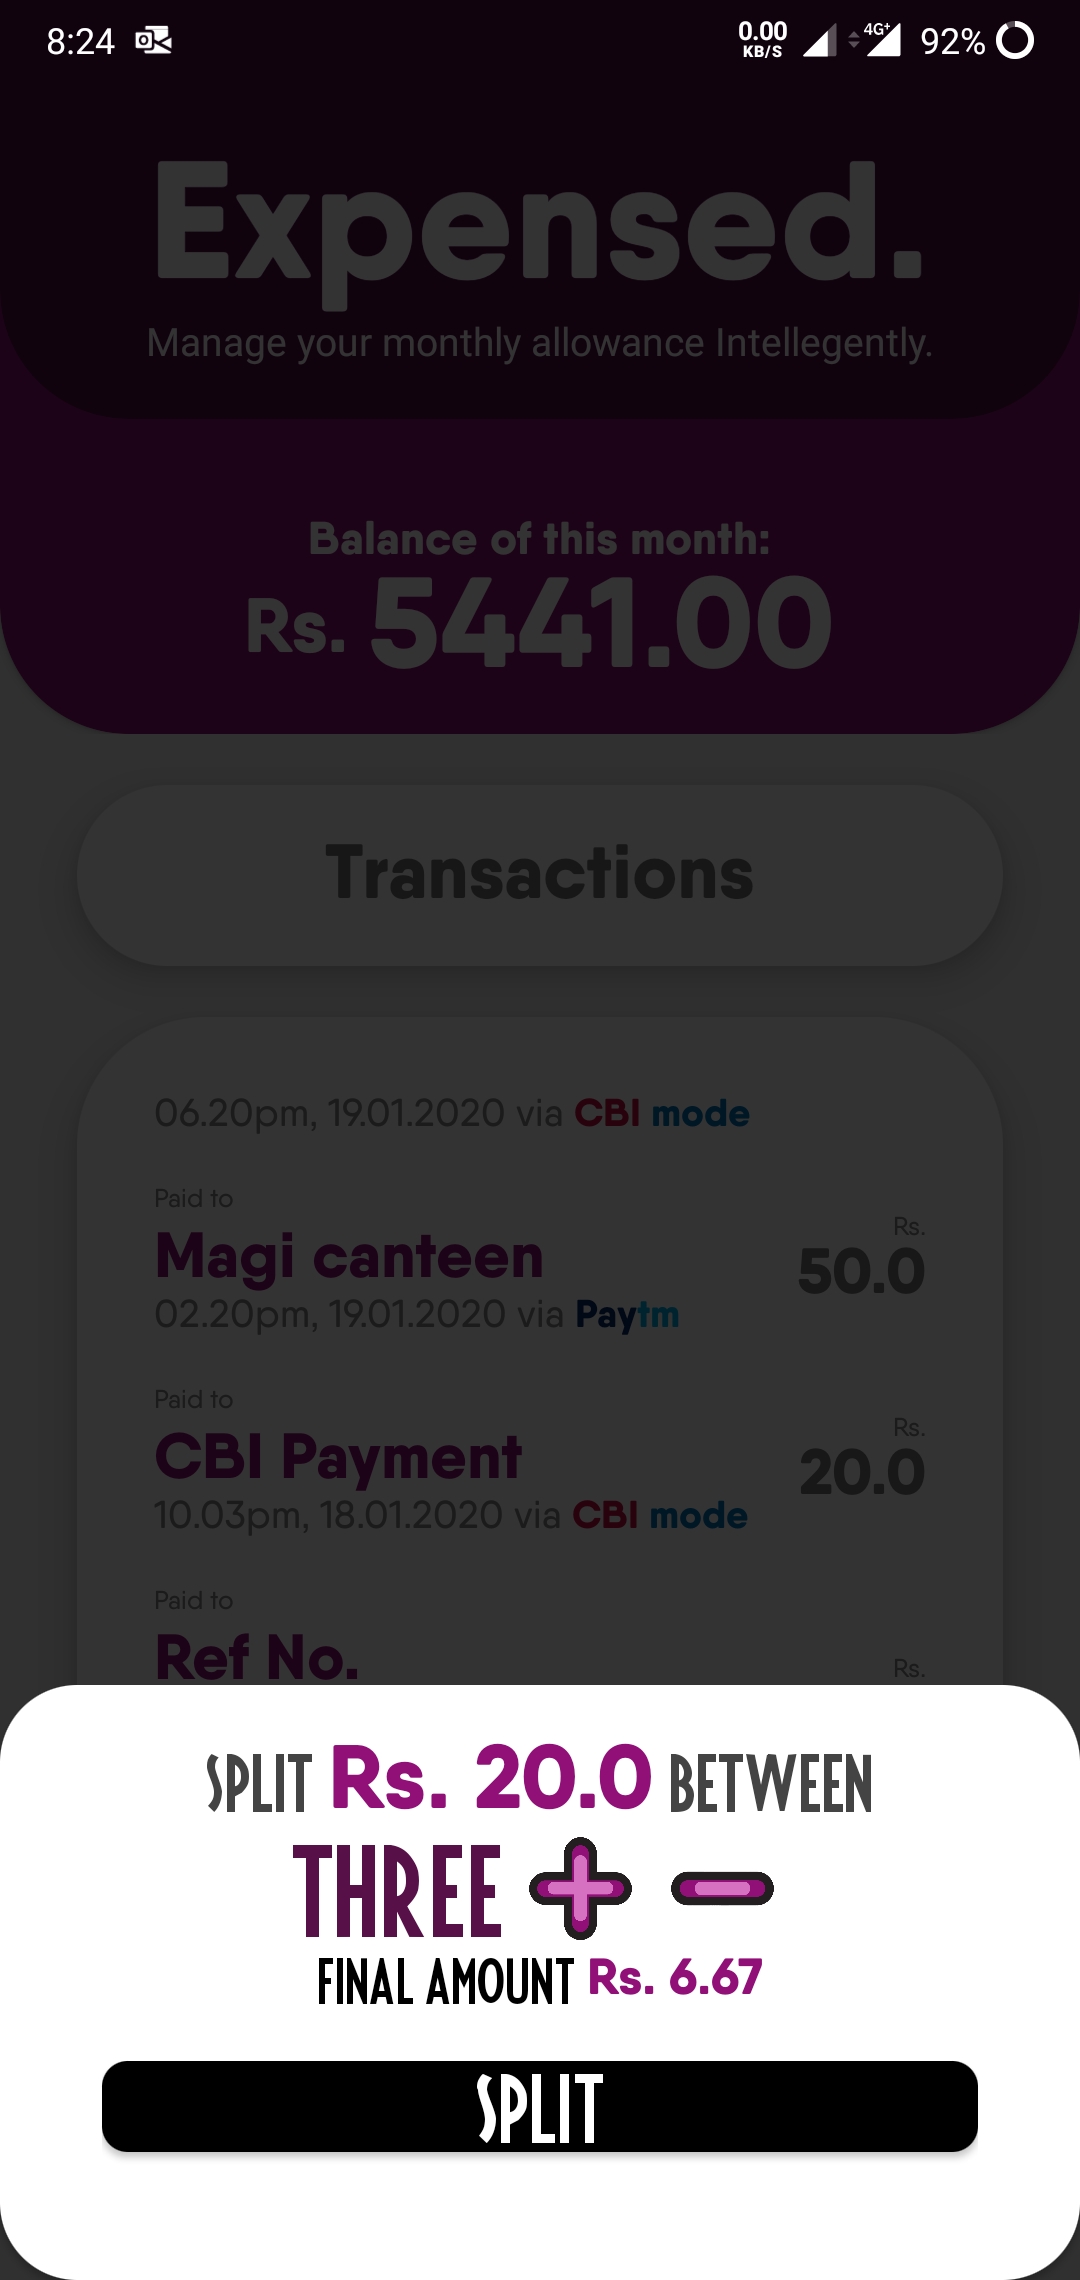 8:24 0.00 KB/S 4G+ 92%
Expensed.
Manage your monthly allowance Intellegently.
Balance of this month:
Rs. 5441.00
Transactions
06.20pm, 19.01.2020 via CBI mode
Paid to
Rs.
Magi canteen 50.0
02.20pm, 19.01.2020 via Paytm
Paid to
Rs.
CBI Payment 20.0
10.03pm, 18.01.2020 via CBI mode
Paid to
Ref No.
Rs.
SPLIT Rs. 20.0 BETWEEN
THREE + −
FINAL AMOUNT Rs. 6.67
SPLIT